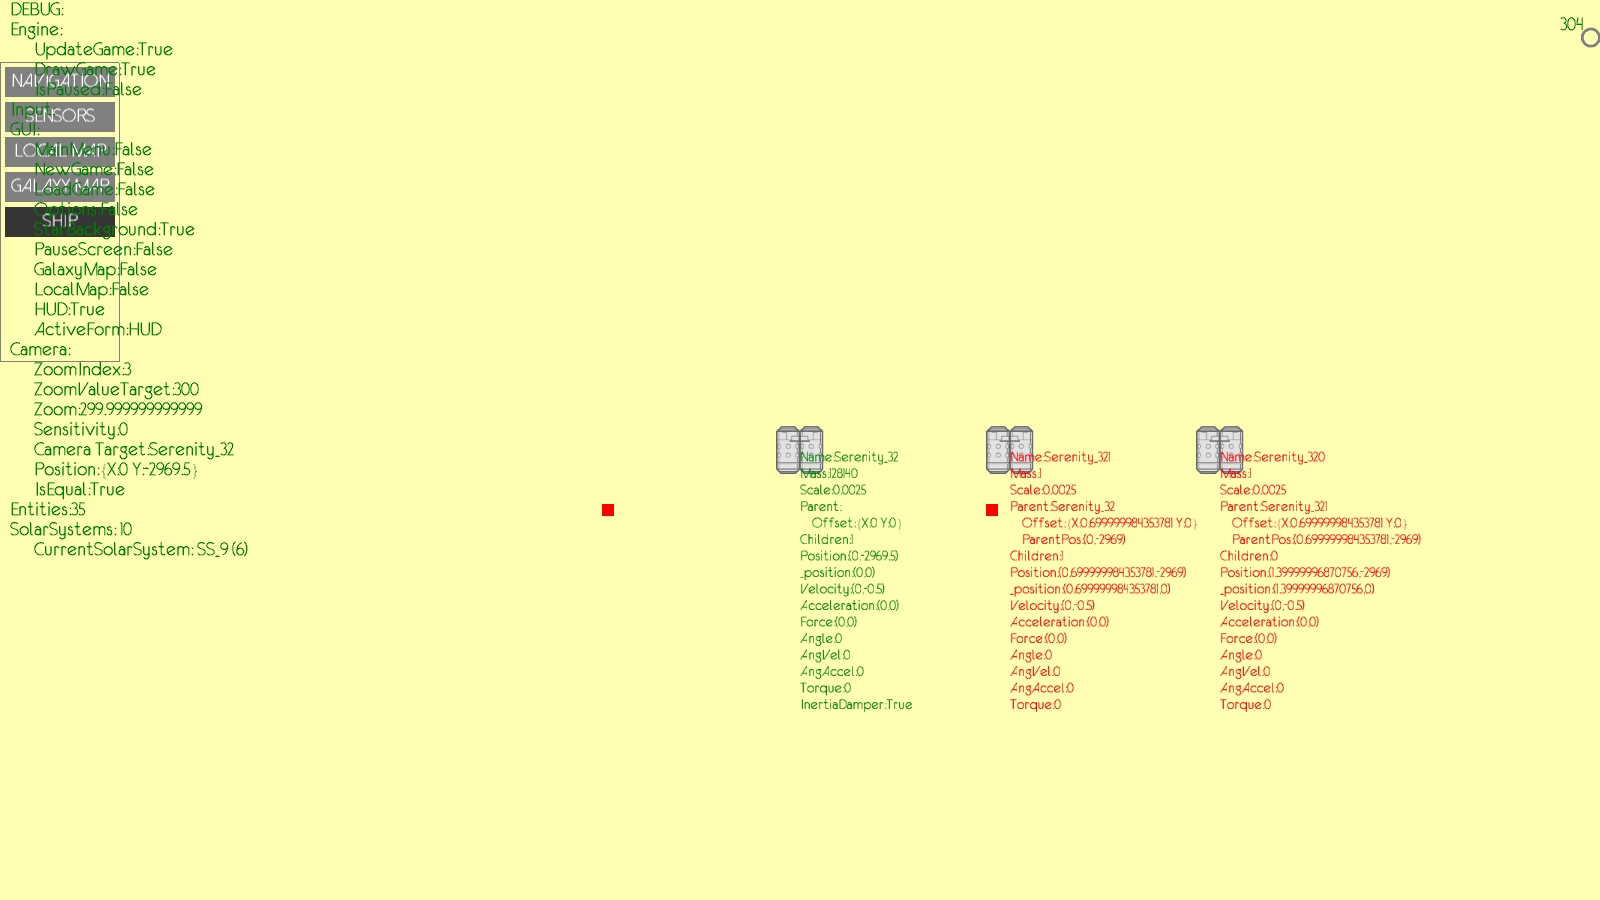 DEBUG:
Engine:
UpdateGame:True
DrawGame:True
IsPaused:False
Input:
GUI:
MainMenu:False
NewGame:False
LoadGame:False
Options:False
StarBackground:True
PauseScreen:False
GalaxyMap:False
LocalMap:False
HUD:True
ActiveForm:HUD
Camera:
ZoomIndex:3
ZoomValueTarget:300
Zoom:299.999999999999
Sensitivity:0
Camera Target:Serenity_32
Position:{X:0 Y:-2969.5}
IsEqual:True
Entities:35
SolarSystems: 10
CurrentSolarSystem: SS_9 (6)
NAVIGATION
SENSORS
LOCAL MAP
GALAXY MAP
SHIP
304
Name:Serenity_32
Mass:28140
Scale:0.0025
Parent:
Offset: {X:0 Y:0}
Children:1
Position:(0,-2969.5)
_position:(0,0)
Velocity:(0,-0.5)
Acceleration:(0,0)
Force:(0,0)
Angle:0
AngVel:0
AngAccel:0
Torque:0
InertiaDamper:True
Name:Serenity_321
Mass:1
Scale:0.0025
Parent:Serenity_32
Offset: {X:0.699999984353781 Y:0}
ParentPos:(0,-2969)
Children:1
Position:(0.699999984353781,-2969)
_position:(0.699999984353781,0)
Velocity:(0,-0.5)
Acceleration:(0,0)
Force:(0,0)
Angle:0
AngVel:0
AngAccel:0
Torque:0
Name:Serenity_320
Mass:1
Scale:0.0025
Parent:Serenity_321
Offset: {X:0.699999984353781 Y:0}
ParentPos:(0.699999984353781,-2969)
Children:0
Position:(1.39999996870756,-2969)
_position:(1.39999996870756,0)
Velocity:(0,-0.5)
Acceleration:(0,0)
Force:(0,0)
Angle:0
AngVel:0
AngAccel:0
Torque:0